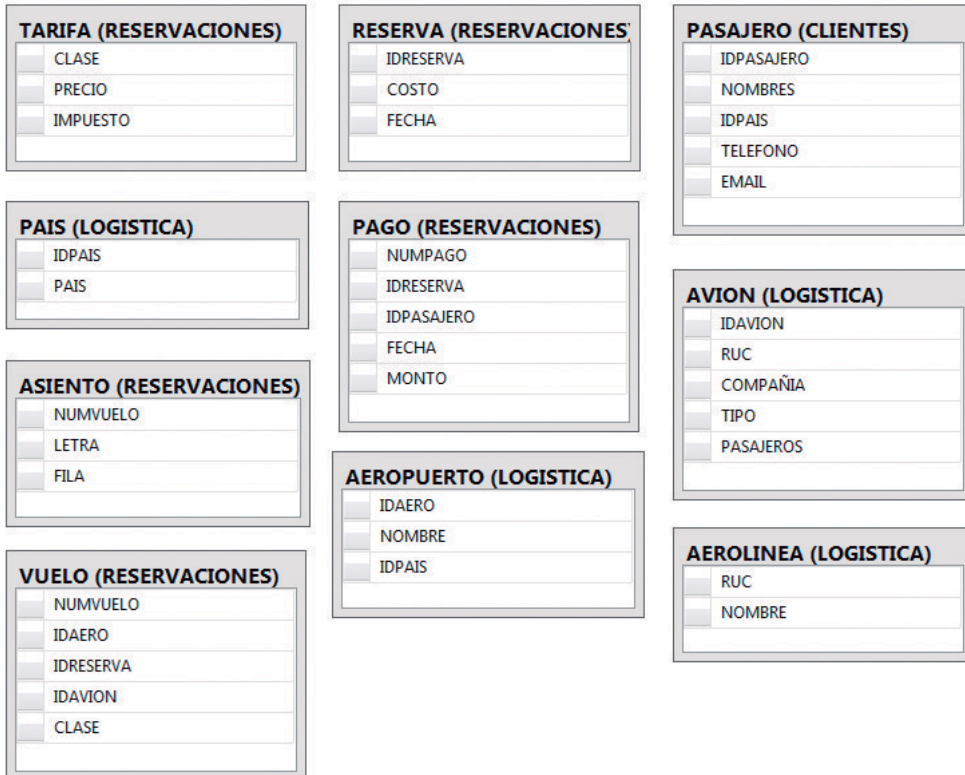 TARIFA (RESERVACIONES)
CLASE
PRECIO
IMPUESTO
RESERVA (RESERVACIONES)
IDRESERVA
COSTO
FECHA
PASAJERO (CLIENTES)
IDPASAJERO
NOMBRES
IDPAIS
TELEFONO
EMAIL
PAIS (LOGISTICA)
IDPAIS
PAIS
PAGO (RESERVACIONES)
NUMPAGO
IDRESERVA
IDPASAJERO
FECHA
MONTO
AVION (LOGISTICA)
IDAVION
RUC
COMPAÑIA
TIPO
PASAJEROS
ASIENTO (RESERVACIONES)
NUMVUELO
LETRA
FILA
AEROPUERTO (LOGISTICA)
IDAERO
NOMBRE
IDPAIS
AEROLINEA (LOGISTICA)
RUC
NOMBRE
VUELO (RESERVACIONES)
NUMVUELO
IDAERO
IDRESERVA
IDAVION
CLASE